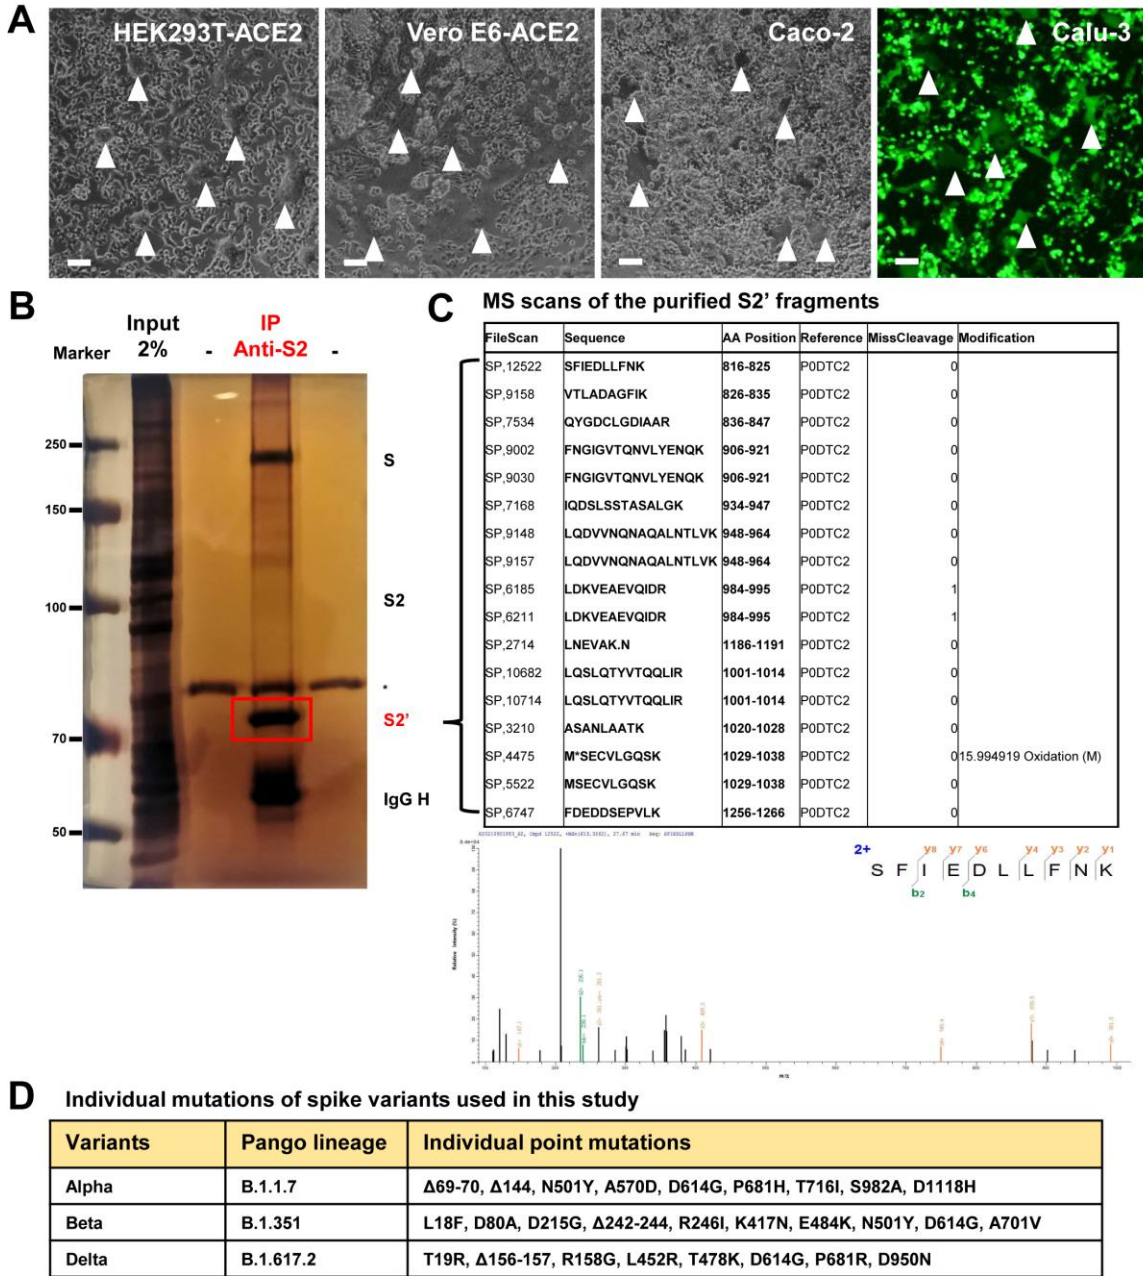 A
HEK293T-ACE2
Vero E6-ACE2
Caco-2
Calu-3
B
Input 2%
IP Anti-S2
Marker
-
-
250
150
100
70
50
S
S2
*
S2'
IgG H
C
MS scans of the purified S2' fragments
FileScan Sequence AA Position Reference MissCleavage Modification
SP,12522 SFIEDLLFNK 816-825 P0DTC2 0
SP,9158 VTLADAGFIK 826-835 P0DTC2 0
SP,7534 QYGDCLGDIAAR 836-847 P0DTC2 0
SP,9002 FNGIGVTQNVLYENQK 906-921 P0DTC2 0
SP,9030 FNGIGVTQNVLYENQK 906-921 P0DTC2 0
SP,7168 IQDSLSSTASALGK 934-947 P0DTC2 0
SP,9148 LQDVVNQNAQALNTLVK 948-964 P0DTC2 0
SP,9157 LQDVVNQNAQALNTLVK 948-964 P0DTC2 0
SP,6185 LDKVEAEVQIDR 984-995 P0DTC2 1
SP,6211 LDKVEAEVQIDR 984-995 P0DTC2 1
SP,2714 LNEVAK.N 1186-1191 P0DTC2 0
SP,10682 LQSLQTYVTQQLIR 1001-1014 P0DTC2 0
SP,10714 LQSLQTYVTQQLIR 1001-1014 P0DTC2 0
SP,3210 ASANLAATK 1020-1028 P0DTC2 0
SP,4475 M*SECVLGQSK 1029-1038 P0DTC2 0 15.994919 Oxidation (M)
SP,5522 MSECVLGQSK 1029-1038 P0DTC2 0
SP,6747 FDEDDSEPVLK 1256-1266 P0DTC2 0
2+
y8 y7 y6 y4 y3 y2 y1
S F I E D L L F N K
b2 b4
Relative Intensity (%)
M/Z
D
Individual mutations of spike variants used in this study
Variants Pango lineage Individual point mutations
Alpha B.1.1.7 Δ69-70, Δ144, N501Y, A570D, D614G, P681H, T716I, S982A, D1118H
Beta B.1.351 L18F, D80A, D215G, Δ242-244, R246I, K417N, E484K, N501Y, D614G, A701V
Delta B.1.617.2 T19R, Δ156-157, R158G, L452R, T478K, D614G, P681R, D950N